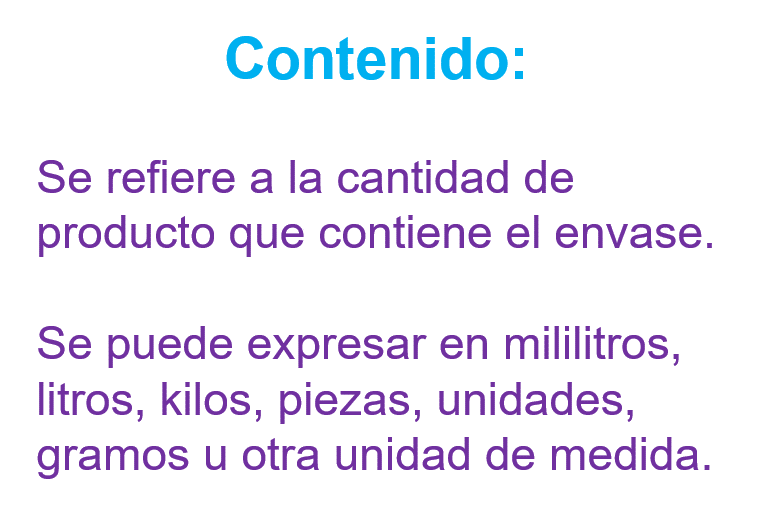 Contenido:
Se refiere a la cantidad de
producto que contiene el envase.
Se puede expresar en mililitros,
litros, kilos, piezas, unidades,
gramos u otra unidad de medida.